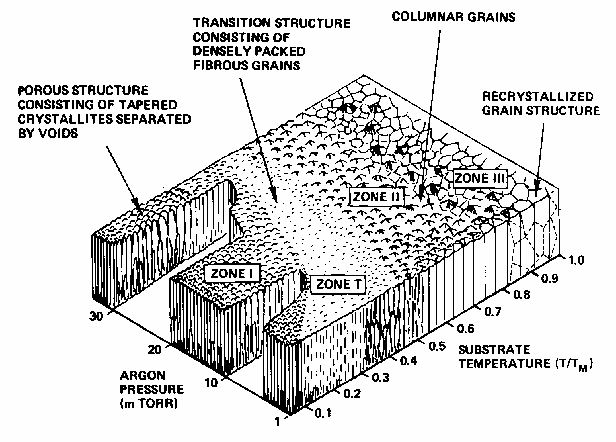 TRANSITION STRUCTURE
CONSISTING OF
DENSELY PACKED
FIBROUS GRAINS
COLUMNAR GRAINS
POROUS STRUCTURE
CONSISTING OF TAPERED
CRYSTALLITES SEPARATED
BY VOIDS
RECRYSTALLIZED
GRAIN STRUCTURE
ZONE III
ZONE II
ZONE I
ZONE T
30
20
10
1
ARGON
PRESSURE
(m TORR)
0.1
0.2
0.3
0.4
0.5
0.6
0.7
0.8
0.9
1.0
SUBSTRATE
TEMPERATURE (T/TM)